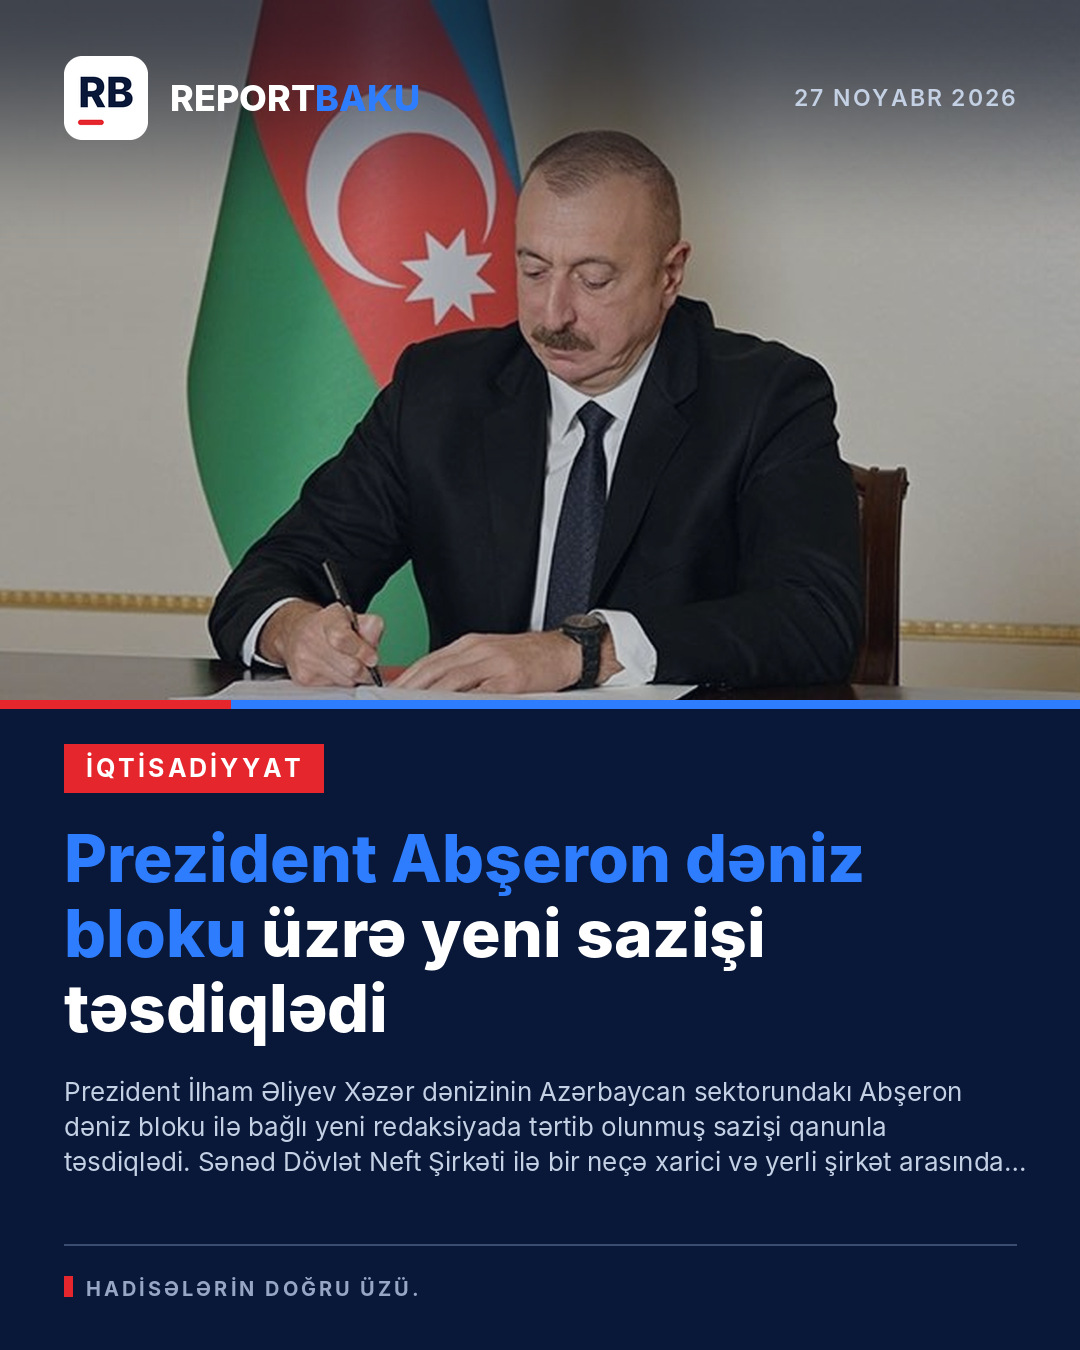 RB
REPORTBAKU
27 NOYABR 2026
İQTİSADİYYAT
Prezident Abşeron dəniz
bloku üzrə yeni sazişi
təsdiqlədi
Prezident İlham Əliyev Xəzər dənizinin Azərbaycan sektorundakı Abşeron
dəniz bloku ilə bağlı yeni redaksiyada tərtib olunmuş sazişi qanunla
təsdiqlədi. Sənəd Dövlət Neft Şirkəti ilə bir neçə xarici və yerli şirkət arasında...
HADİSƏLƏRİN DOĞRU ÜZÜ.